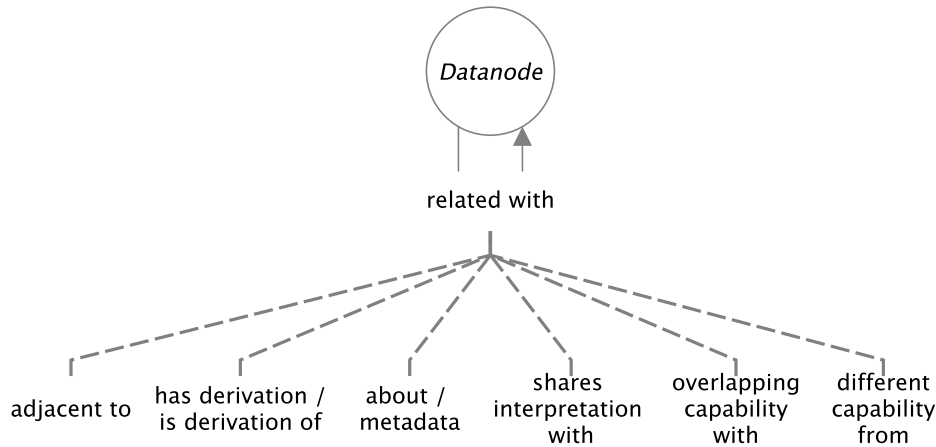 Datanode
related with
adjacent to
has derivation /
is derivation of
about /
metadata
shares
interpretation
with
overlapping
capability
with
different
capability
from